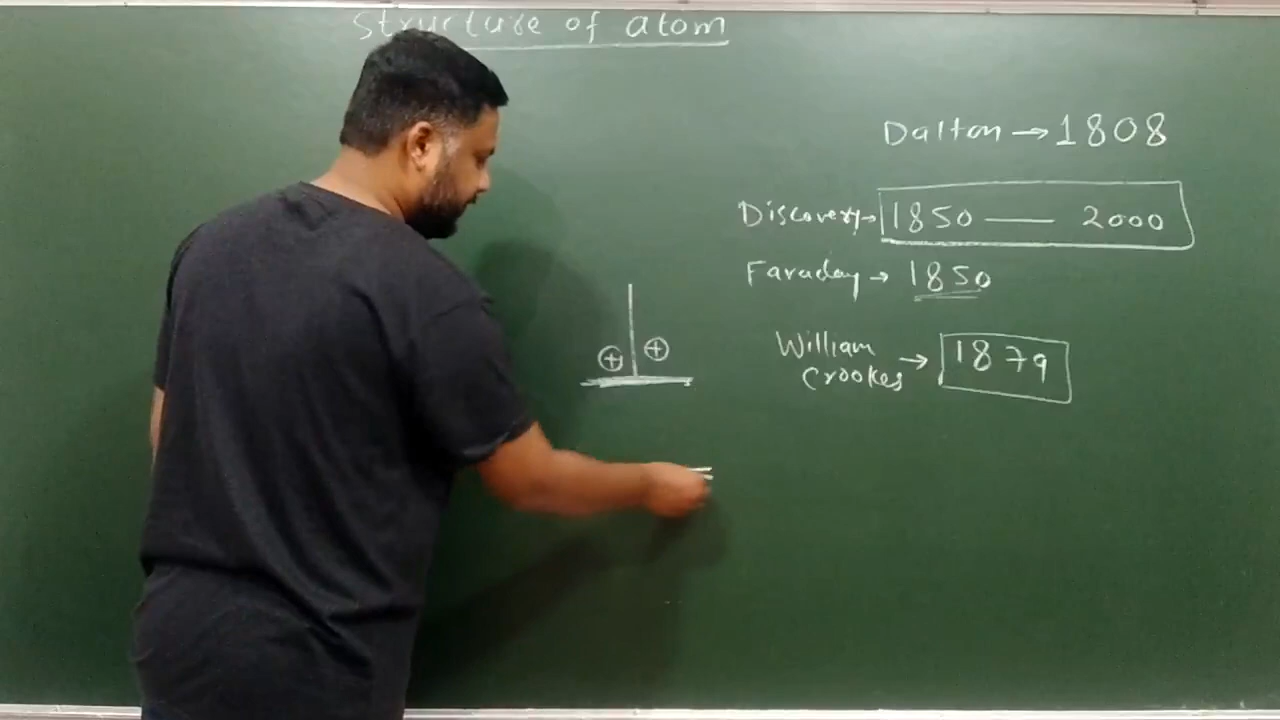 Structure of atom
Dalton → 1808
Discovery → 1850 — 2000
Faraday → 1850
William
Crookes → 1879
⊕ ⊕